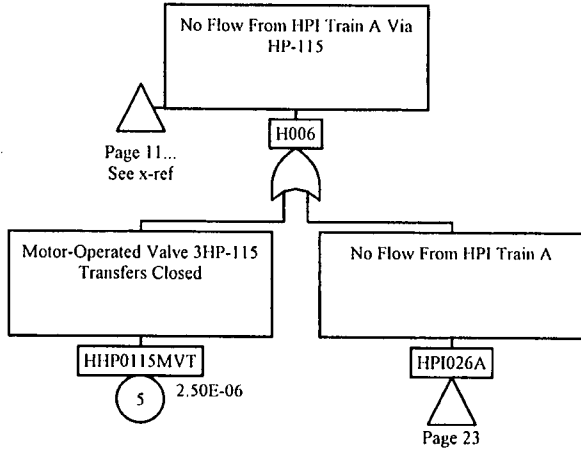 No Flow From HPI Train A Via
HP-115
H006
Page 11...
See x-ref
Motor-Operated Valve 3HP-115
Transfers Closed
HHP0115MVT
5
2.50E-06
No Flow From HPI Train A
HPI026A
Page 23